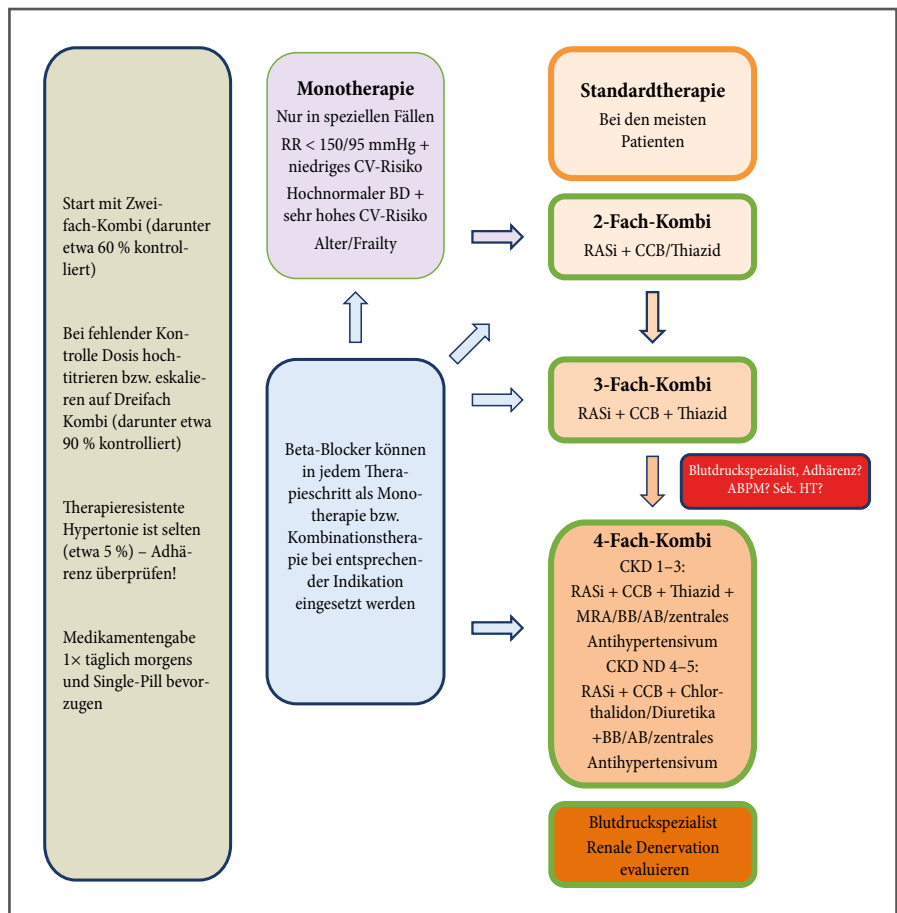 Start mit Zwei-
fach-Kombi (darunter
etwa 60 % kontrol-
liert)
Bei fehlender Kon-
trolle Dosis hoch-
titrieren bzw. eskalie-
ren auf Dreifach
Kombi (darunter etwa
90 % kontrolliert)
Therapieresistente
Hypertonie ist selten
(etwa 5 %) – Adhä-
renz überprüfen!
Medikamentengabe
1× täglich morgens
und Single-Pill bevor-
zugen
Monotherapie
Nur in speziellen Fällen
RR < 150/95 mmHg +
niedriges CV-Risiko
Hochnormaler BD +
sehr hohes CV-Risiko
Alter/Frailty
Beta-Blocker können
in jedem Thera-
pieschritt als Mono-
therapie bzw.
Kombinationsthera-
pie bei entsprechen-
der Indikation
eingesetzt werden
Standardtherapie
Bei den meisten
Patienten
2-Fach-Kombi
RASi + CCB/Thiazid
3-Fach-Kombi
RASi + CCB + Thiazid
Blutdruckspezialist, Adhärenz?
ABPM? Sek. HT?
4-Fach-Kombi
CKD 1–3:
RASi + CCB + Thiazid +
MRA/BB/AB/zentrales
Antihypertensivum
CKD ND 4–5:
RASi + CCB + Chlor-
thalidon/Diuretika
+BB/AB/zentrales
Antihypertensivum
Blutdruckspezialist
Renale Denervation
evaluieren